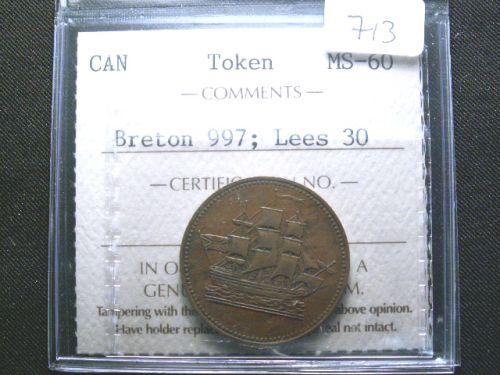 713
CAN Token MS-60
— COMMENTS —
Breton 997; Lees 30
— CERTIFIC N NO. —
IN O A
GEN M.
Tampering with the above opinion.
Have holder repla eal not intact.